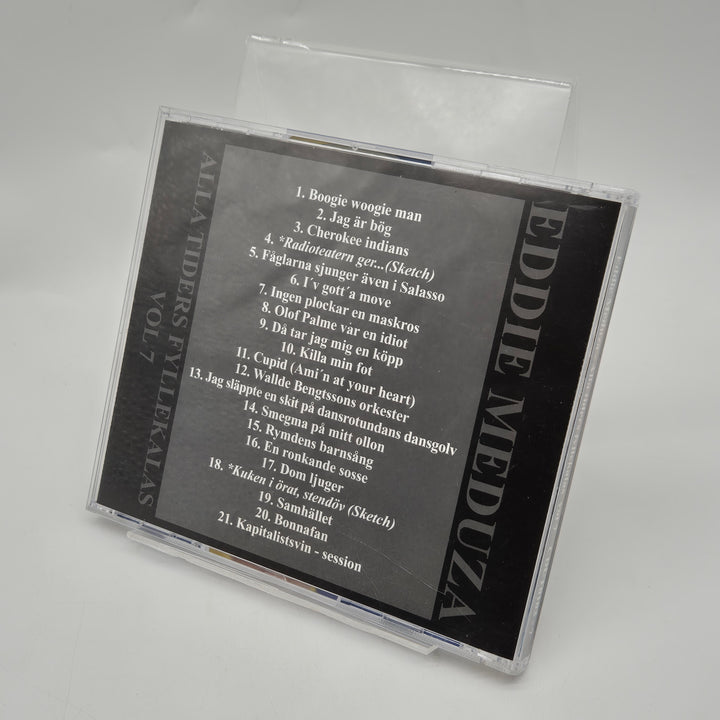 ALLA TIDERS FYLLEKALAS
VOL 7
1. Boogie woogie man
2. Jag är bög
3. Cherokee indians
4. *Radioteatern ger...(Sketch)
5. Fåglarna sjunger även i Salasso
6. I´v gott´a move
7. Ingen plockar en maskros
8. Olof Palme var en idiot
9. Då tar jag mig en köpp
10. Killa min fot
11. Cupid (Ami´n at your heart)
12. Wallde Bengtssons orkester
13. Jag släppte en skit på dansrotundans dansgolv
14. Smegma på mitt ollon
15. Rymdens barnsång
16. En ronkande sosse
17. Dom ljuger
18. *Kuken i örat, stendöv (Sketch)
19. Samhället
20. Bonnafan
21. Kapitalistsvin - session
EDDIE MEDUZA